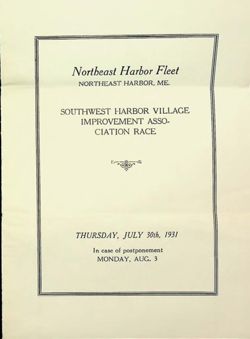 Northeast Harbor Fleet
NORTHEAST HARBOR, ME.
SOUTHWEST HARBOR VILLAGE
IMPROVEMENT ASSO-
CIATION RACE
THURSDAY, JULY 30th, 1931
In case of postponement
MONDAY, AUG. 3